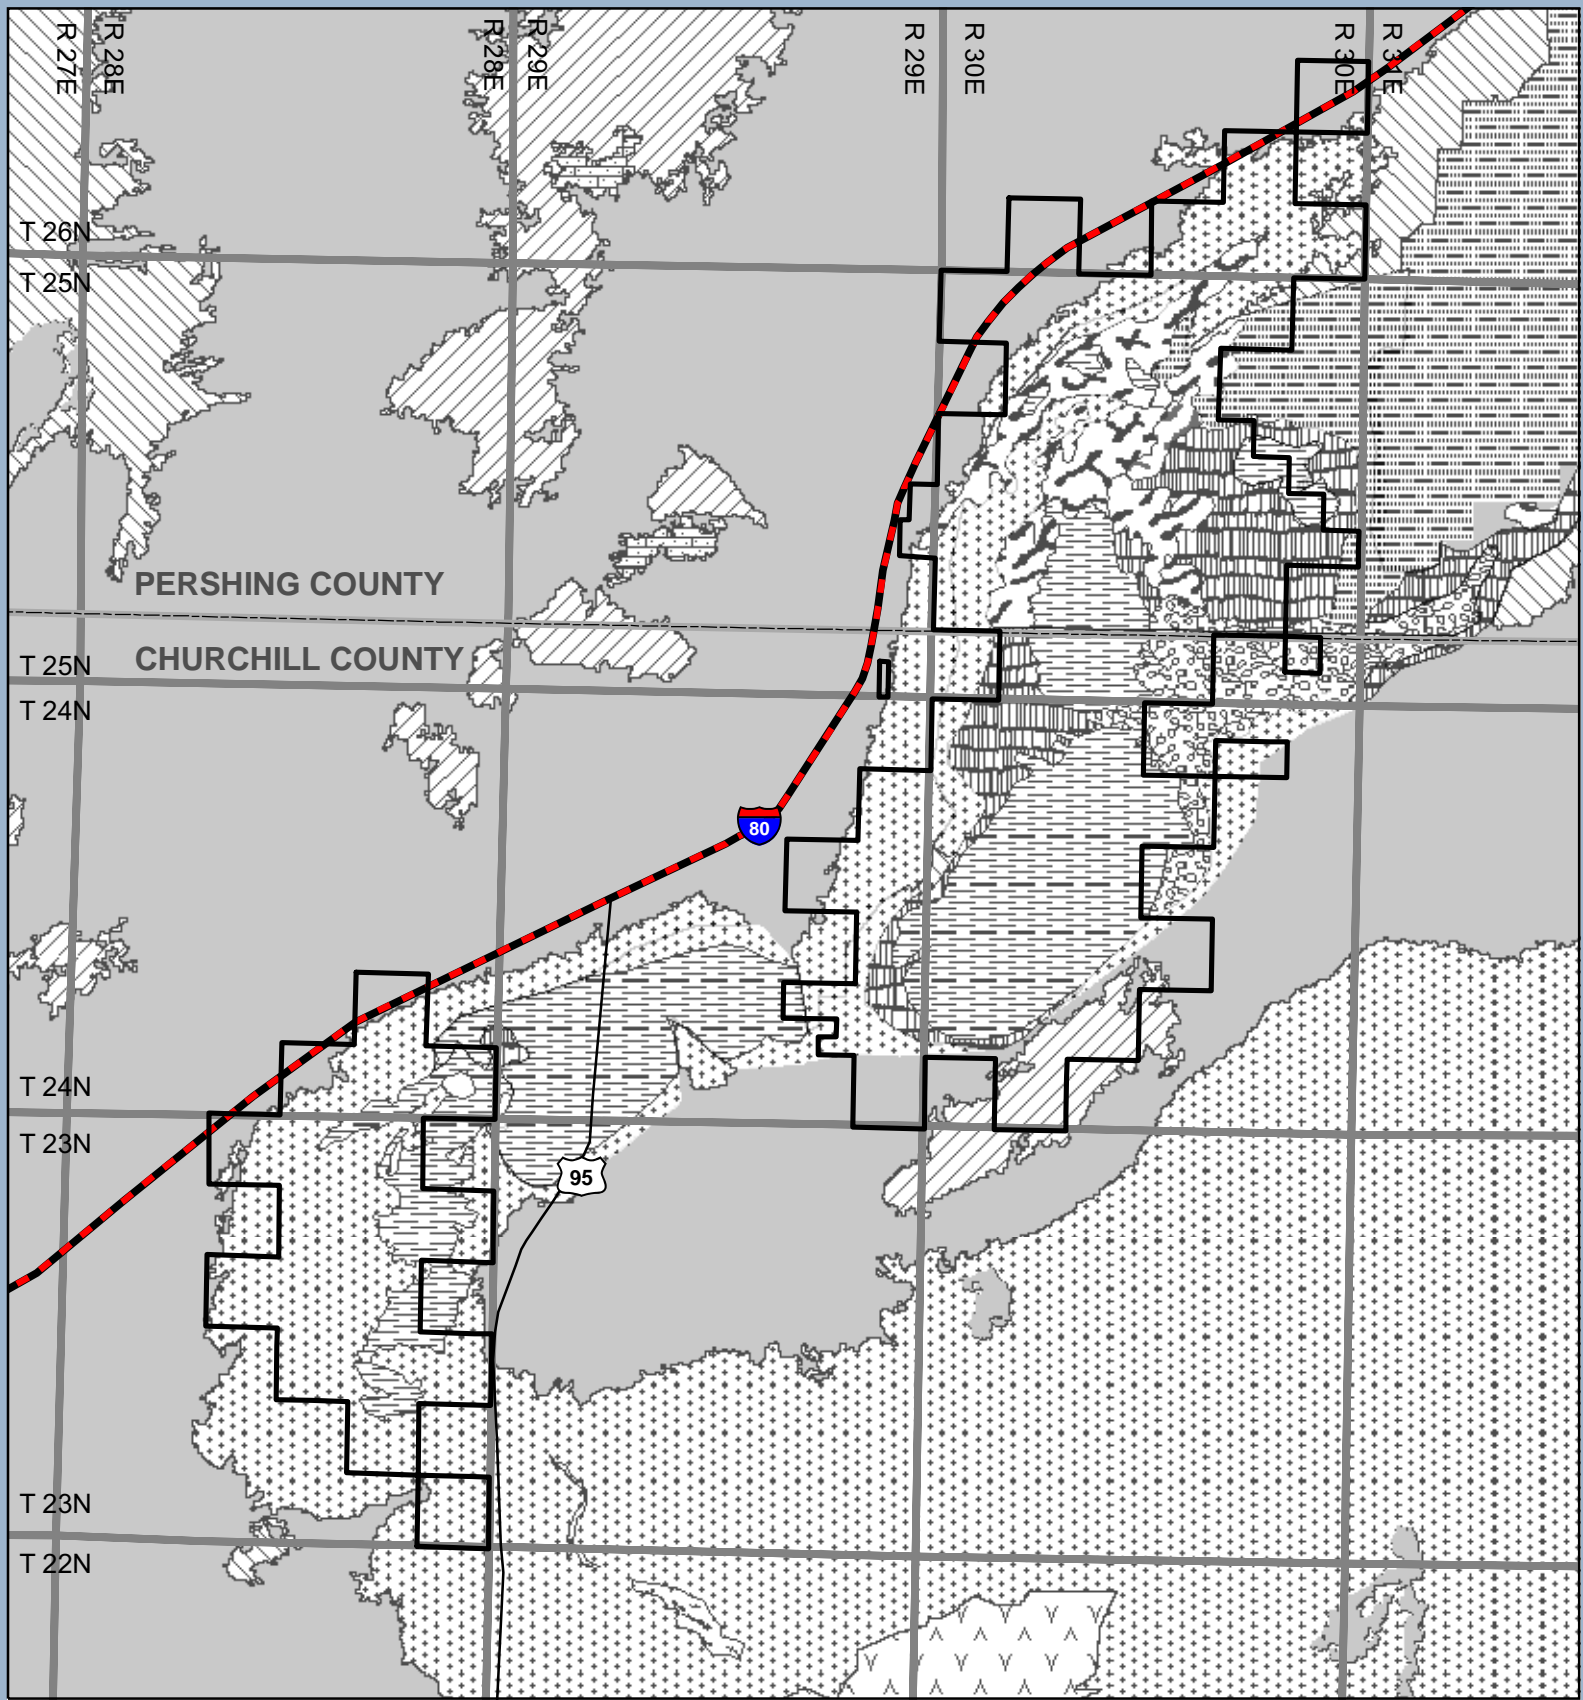 R 27E
R 28E
R 28E
R 29E
R 29E
R 30E
R 30E
R 31E
T 26N
T 25N
PERSHING COUNTY
CHURCHILL COUNTY
T 25N
T 24N
80
T 24N
T 23N
95
T 23N
T 22N